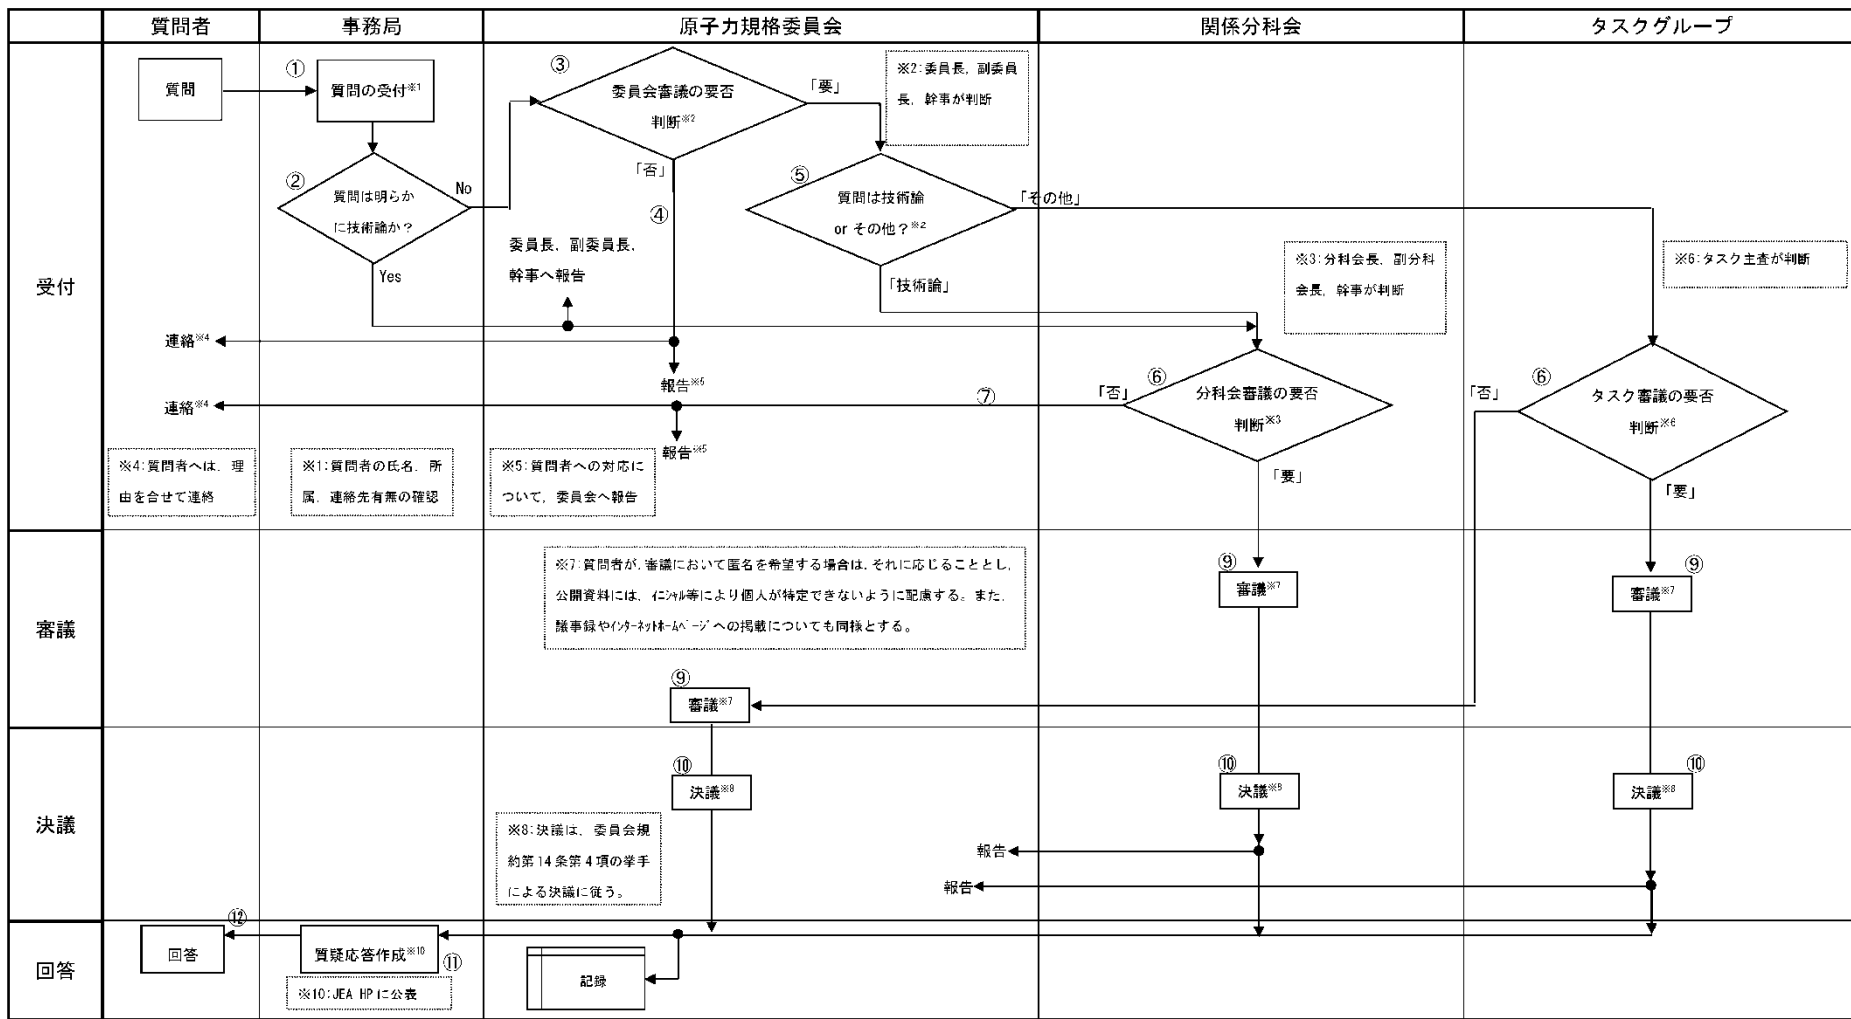 質問者
事務局
原子力規格委員会
関係分科会
タスクグループ
受付
質問
①
質問の受付※1
③
委員会審議の要否
判断※2
「要」
※2:委員長、副委員
長、幹事が判断
「否」
②
質問は明らか
に技術論か？
No
Yes
④
⑤
質問は技術論
or その他？※2
「その他」
「技術論」
委員長、副委員長、
幹事へ報告
※3:分科会長、副分科
会長、幹事が判断
※6:タスク主査が判断
連絡※4
報告※5
連絡※4
報告※5
⑦
「否」
⑥
分科会審議の要否
判断※3
「要」
「否」
⑥
タスク審議の要否
判断※6
「要」
※4:質問者へは、理
由を合せて連絡
※1:質問者の氏名、所
属、連絡先有無の確認
※5:質問者への対応に
ついて、委員会へ報告
審議
※7:質問者が、審議において匿名を希望する場合は、それに応じることとし、
公開資料には、イニシャル等により個人が特定できないように配慮する。また、
議事録やインターネットホームページへの掲載についても同様とする。
⑨
審議※7
⑨
審議※7
⑨
審議※7
決議
⑩
決議※8
⑩
決議※8
⑩
決議※8
※8:決議は、委員会規
約第14条第4項の挙手
による決議に従う。
報告
報告
回答
⑫
回答
質疑応答作成※10
⑪
※10:JEA HPに公表
記録